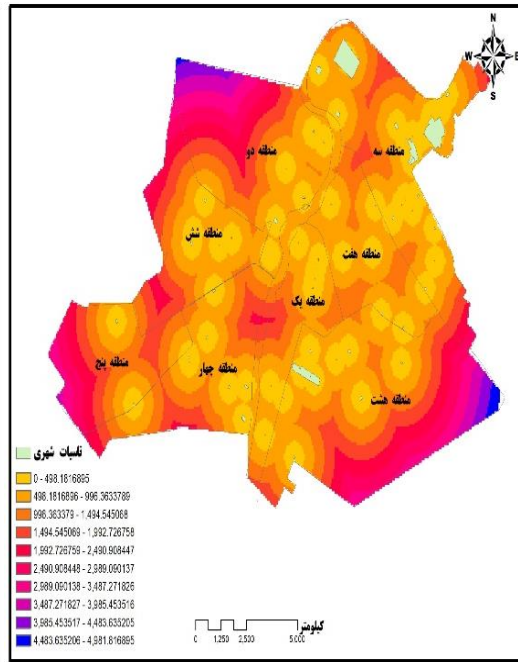 N
W E
S
منطقه دو
منطقه سه
منطقه شش
منطقه هفت
منطقه یک
منطقه پنج
منطقه چهار
منطقه هشت
تاسیات شهری
0 - 498.1816895
498.1816896 - 996.3633789
996.363379 - 1,494.545068
1,494.545069 - 1,992.726758
1,992.726759 - 2,490.908447
2,490.908448 - 2,989.090137
2,989.090138 - 3,487.271826
3,487.271827 - 3,985.453516
3,985.453517 - 4,483.635205
4,483.635206 - 4,981.816895
کیلومتر
0 1,250 2,500 5,000